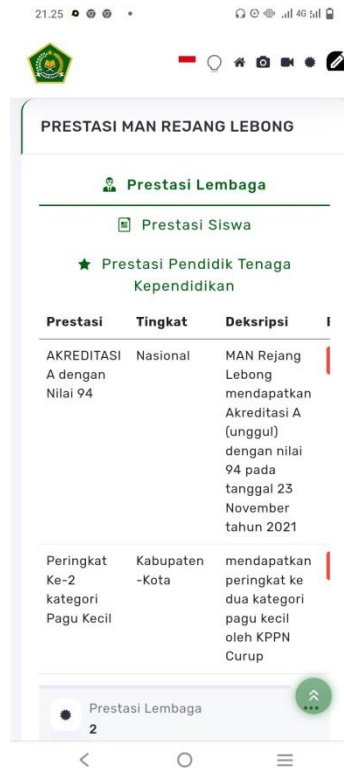 21.25
4G
PRESTASI MAN REJANG LEBONG
Prestasi Lembaga
Prestasi Siswa
Prestasi Pendidik Tenaga
Kependidikan
Prestasi Tingkat Deksripsi
AKREDITASI Nasional MAN Rejang
A dengan Lebong
Nilai 94 mendapatkan
Akreditasi A
(unggul)
dengan nilai
94 pada
tanggal 23
November
tahun 2021
Peringkat Kabupaten mendapatkan
Ke-2 -Kota peringkat ke
kategori dua kategori
Pagu Kecil pagu kecil
oleh KPPN
Curup
Prestasi Lembaga
2